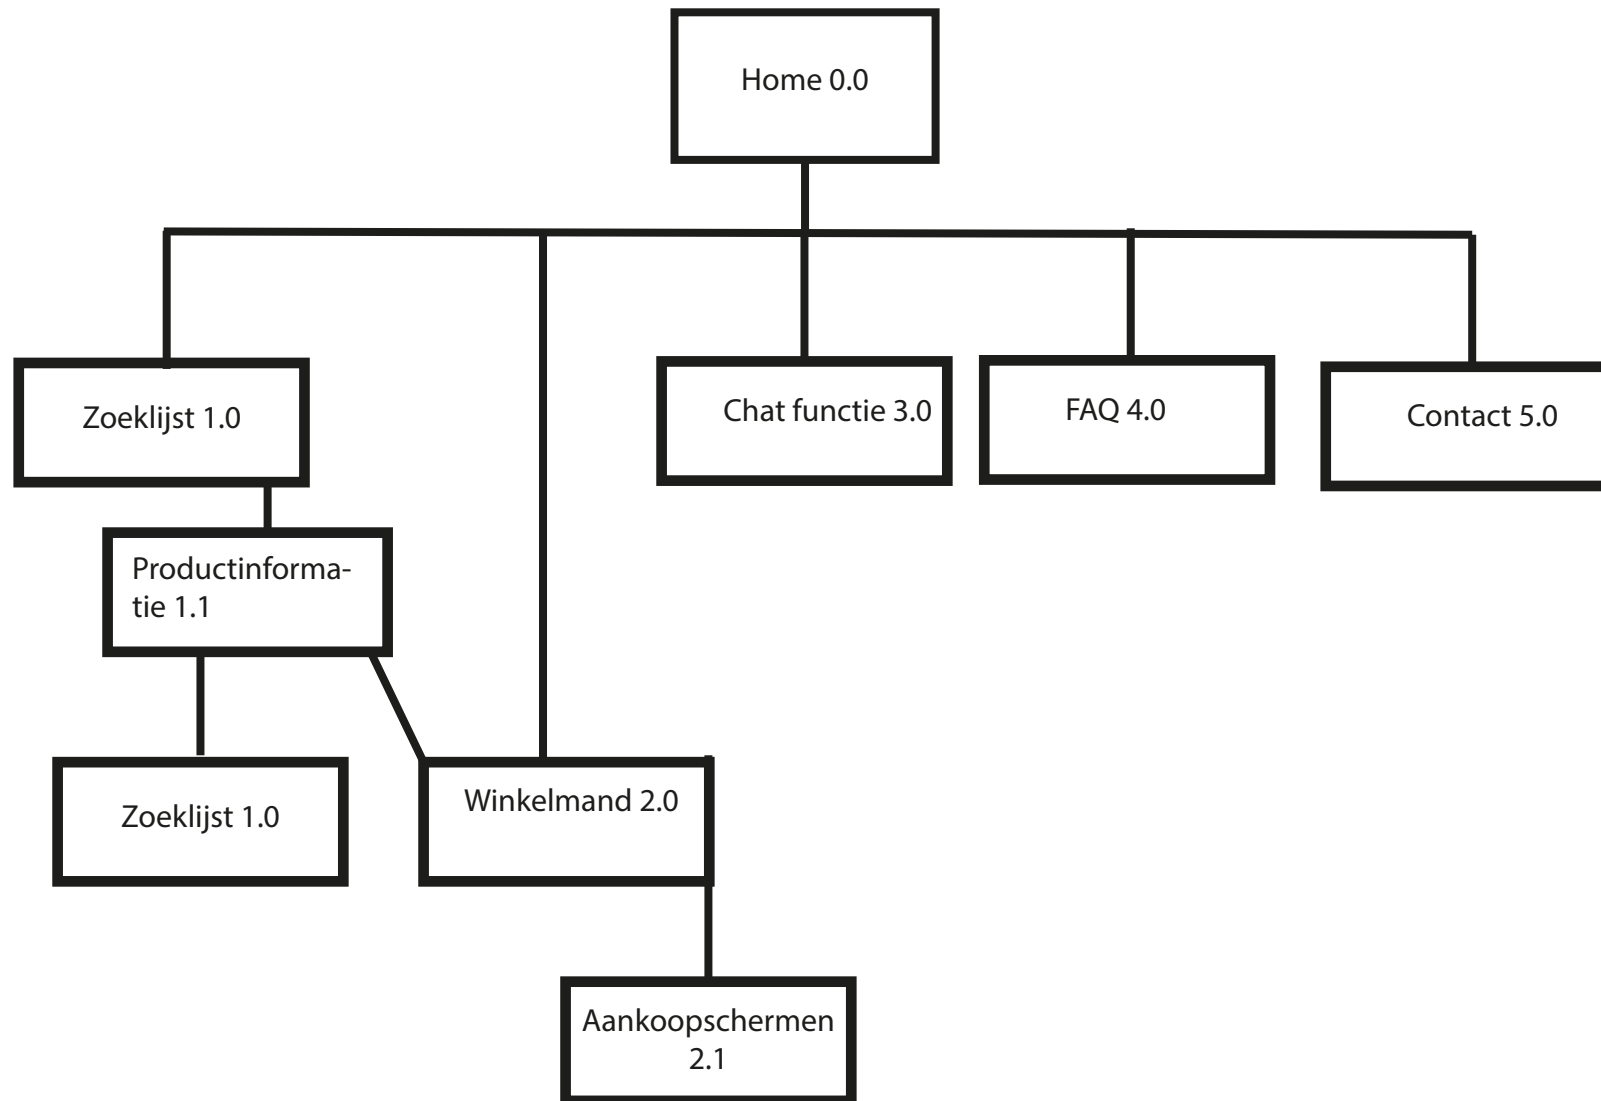 Home 0.0
Zoeklijst 1.0
Chat functie 3.0
FAQ 4.0
Contact 5.0
Productinforma-
tie 1.1
Zoeklijst 1.0
Winkelmand 2.0
Aankoopschermen
2.1